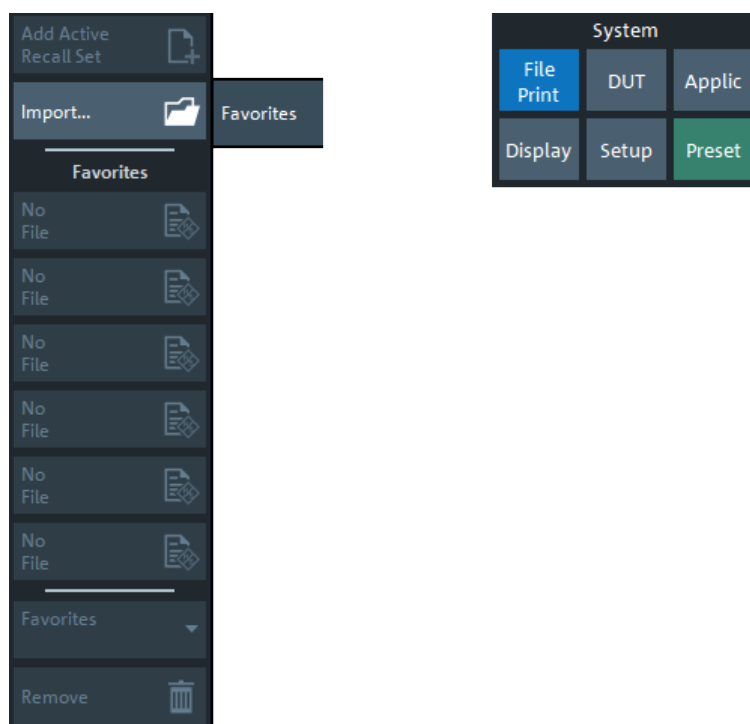 Add Active
Recall Set
Import...
Favorites
Favorites
No
File
No
File
No
File
No
File
No
File
No
File
Favorites
Remove
System
File
Print
DUT
Applic
Display
Setup
Preset